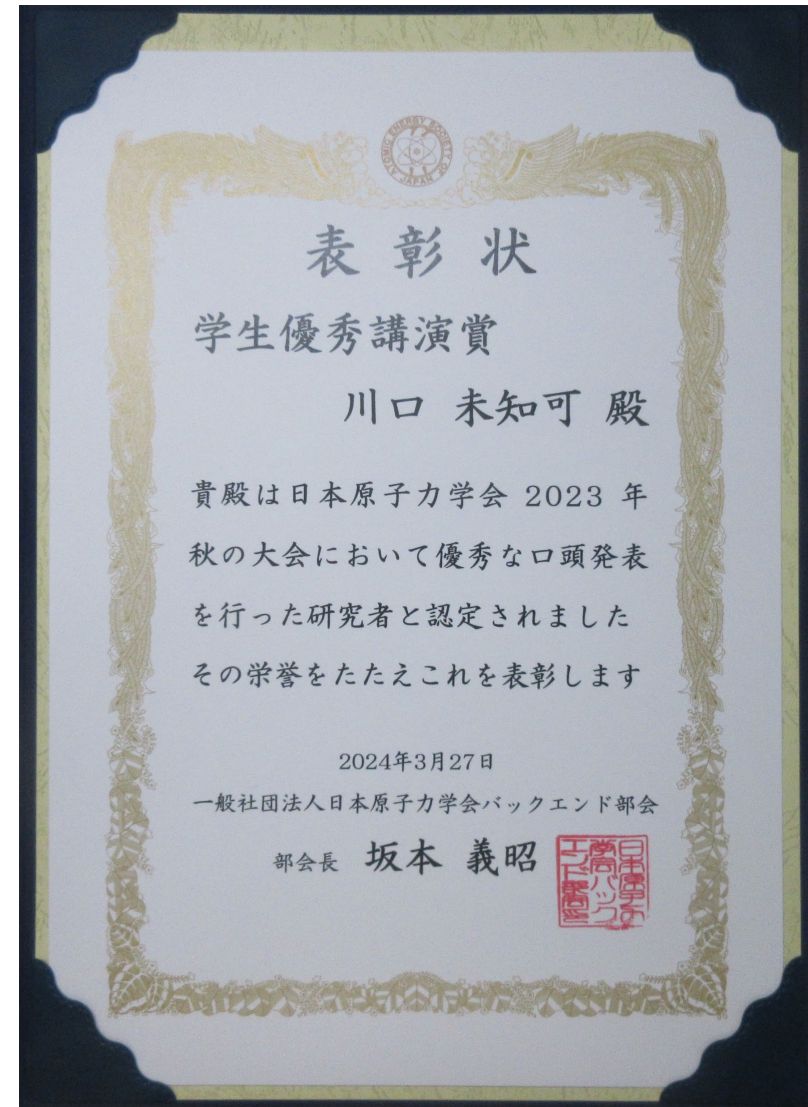 ATOMIC ENERGY SOCIETY OF JAPAN
表彰状
学生優秀講演賞
川口 未知可 殿
貴殿は日本原子力学会 2023 年
秋の大会において優秀な口頭発表
を行った研究者と認定されました
その栄誉をたたえこれを表彰します
2024年3月27日
一般社団法人日本原子力学会バックエンド部会
部会長 坂本 義昭